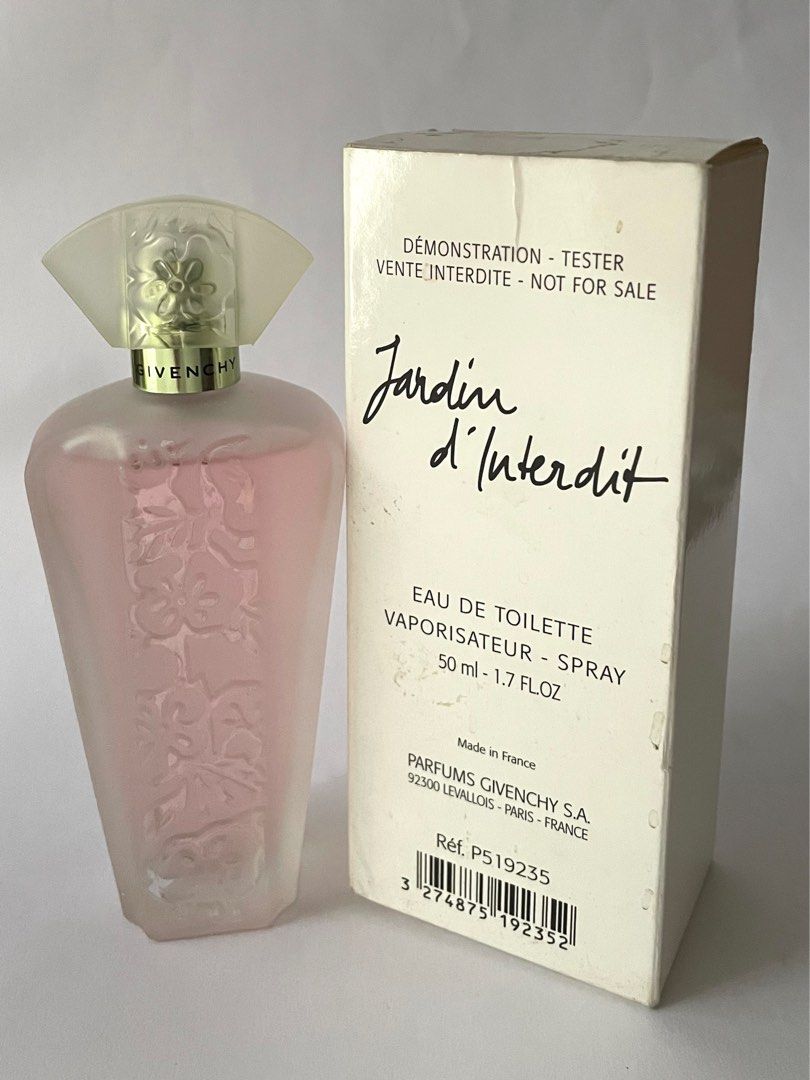 GIVENCHY
DÉMONSTRATION - TESTER
VENTE INTERDITE - NOT FOR SALE
Jardin
d'Interdit
EAU DE TOILETTE
VAPORISATEUR - SPRAY
50 ml - 1.7 FL.OZ
Made in France
PARFUMS GIVENCHY S.A.
92300 LEVALLOIS - PARIS - FRANCE
Réf. P519235
3 274875 192352